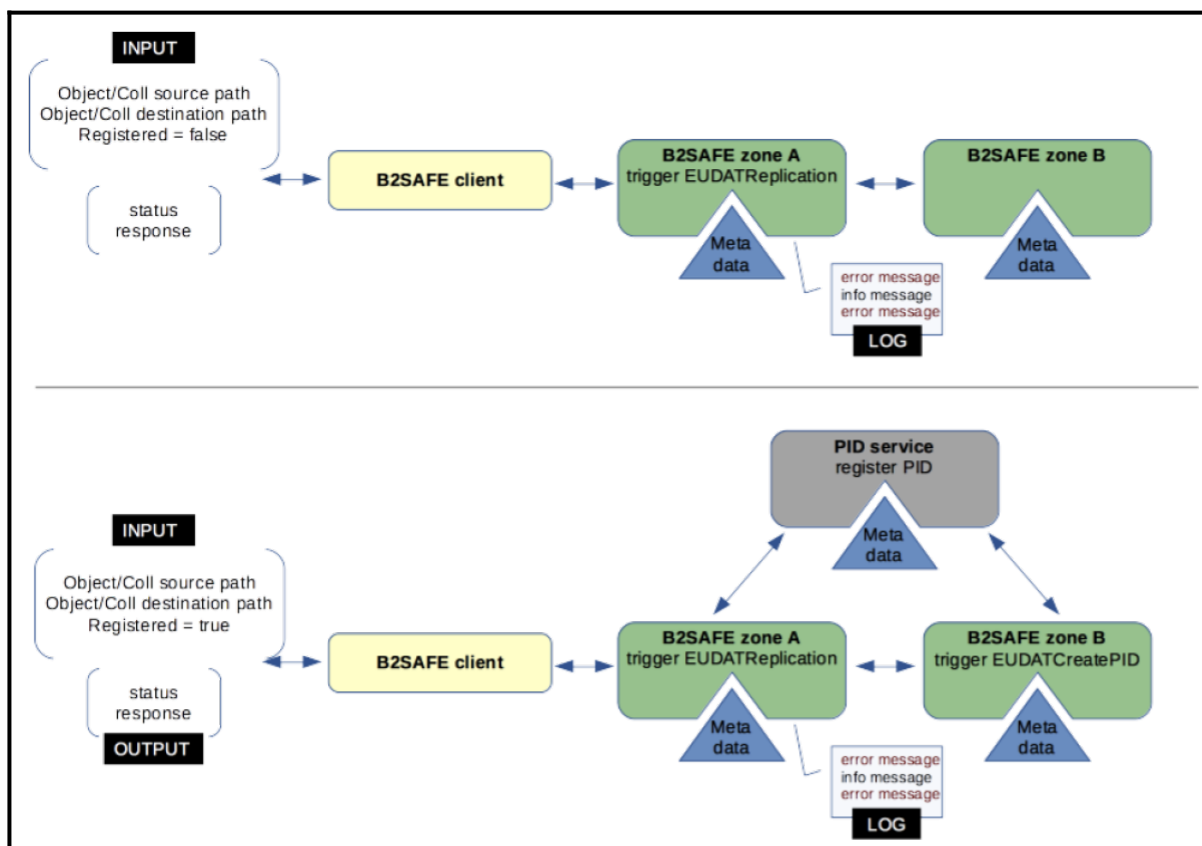 INPUT
Object/Coll source path
Object/Coll destination path
Registered = false
status
response
B2SAFE client
B2SAFE zone A
trigger EUDATReplication
Meta
data
B2SAFE zone B
Meta
data
error message
info message
error message
LOG
PID service
register PID
Meta
data
INPUT
Object/Coll source path
Object/Coll destination path
Registered = true
status
response
OUTPUT
B2SAFE client
B2SAFE zone A
trigger EUDATReplication
Meta
data
B2SAFE zone B
trigger EUDATCreatePID
Meta
data
error message
info message
error message
LOG